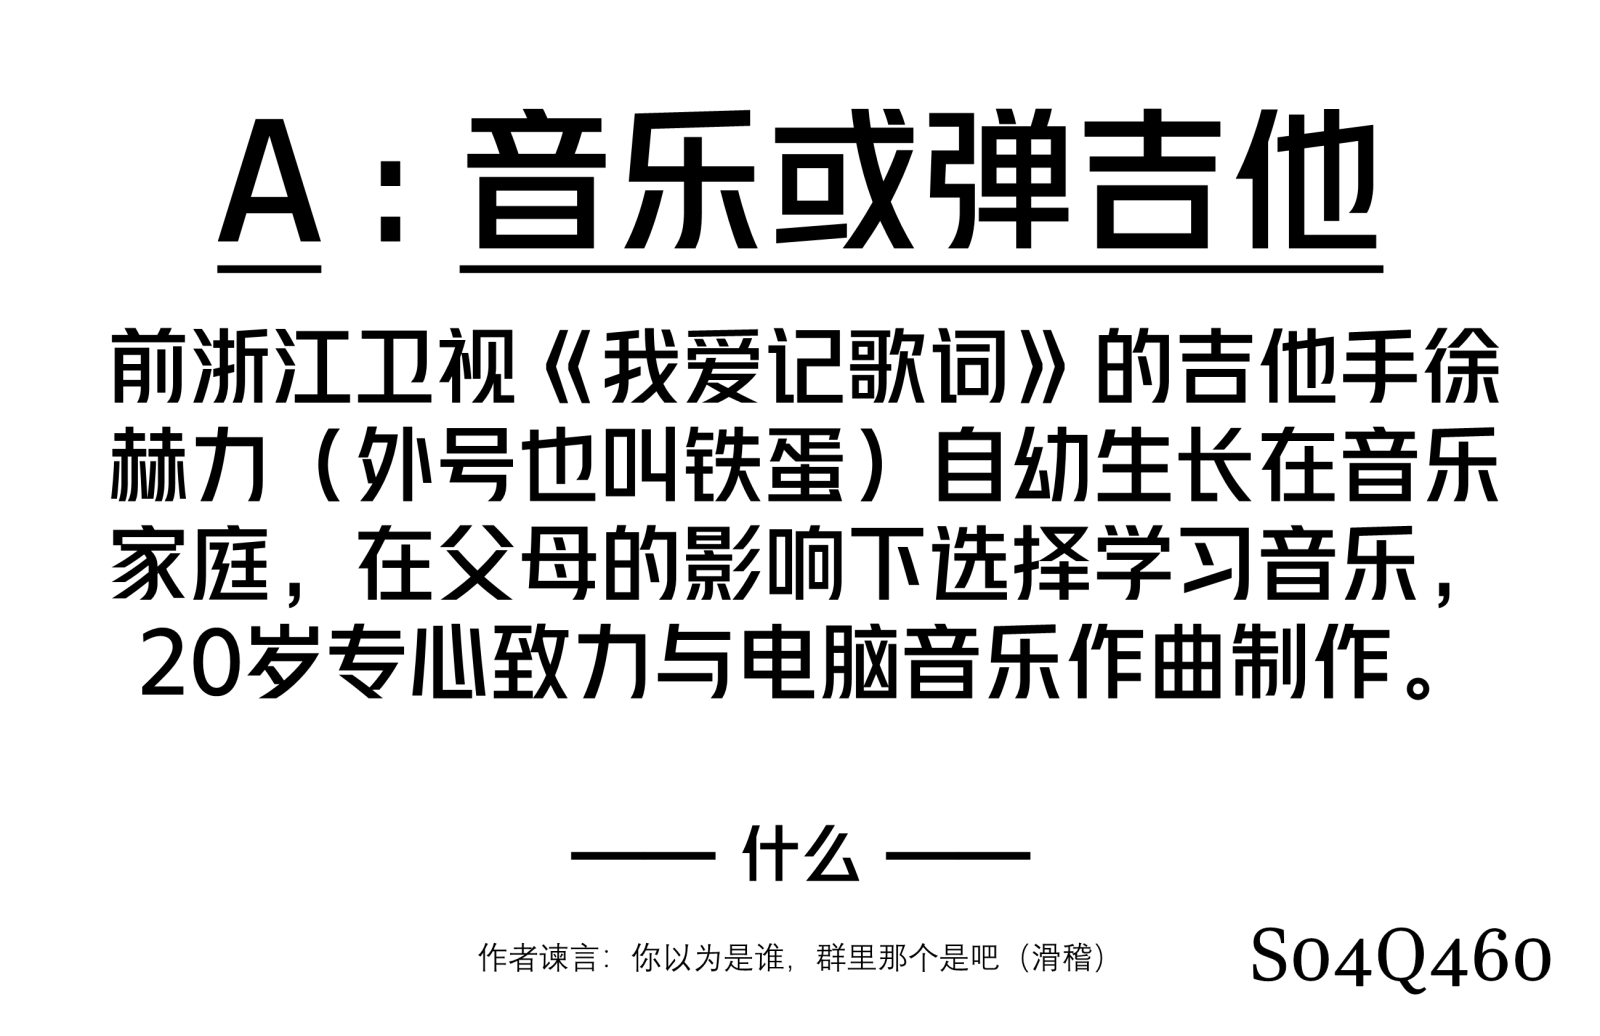 A：音乐或弹吉他
前浙江卫视《我爱记歌词》的吉他手徐
赫力（外号也叫铁蛋）自幼生长在音乐
家庭，在父母的影响下选择学习音乐，
20岁专心致力与电脑音乐作曲制作。
—— 什么 ——
作者谏言：你以为是谁，群里那个是吧（滑稽）
S04Q460